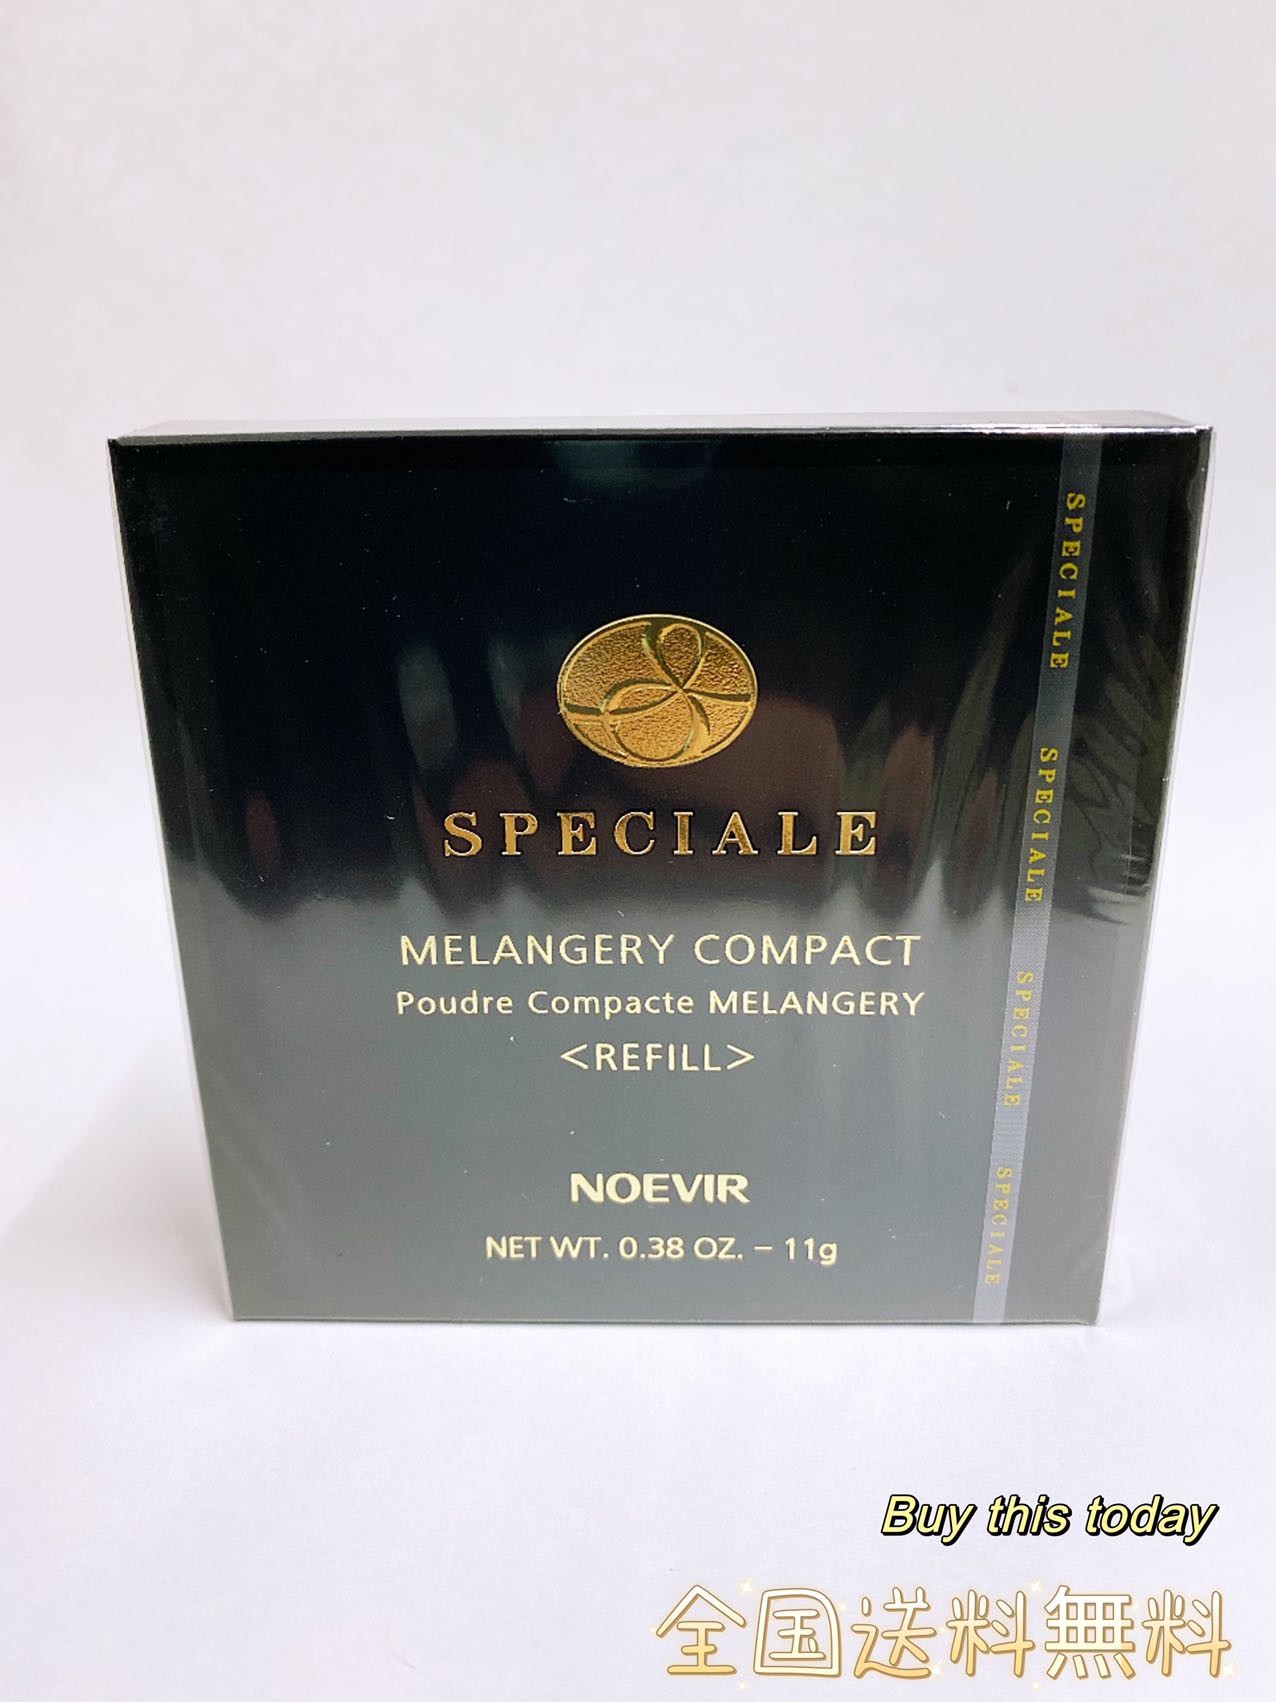 SPECIALE
MELANGERY COMPACT
Poudre Compacte MELANGERY
<REFILL>
NOEVIR
NET WT. 0.38 OZ. – 11g
SPECIALE
SPECIALE
SPECIALE
SPECIALE
Buy this today
全国送料無料